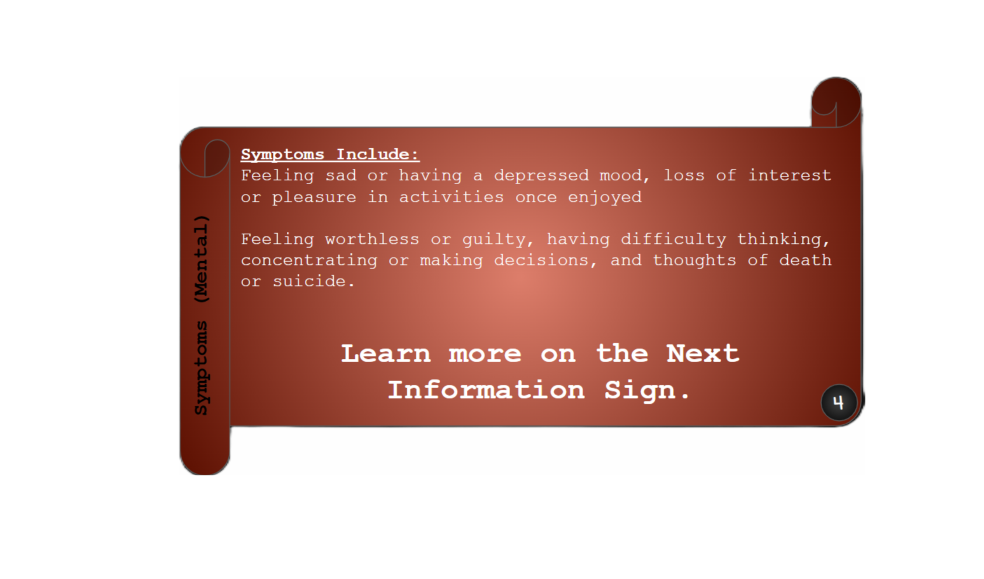 Symptoms (Mental)
Symptoms Include:
Feeling sad or having a depressed mood, loss of interest
or pleasure in activities once enjoyed
Feeling worthless or guilty, having difficulty thinking,
concentrating or making decisions, and thoughts of death
or suicide.
Learn more on the Next
Information Sign.
4